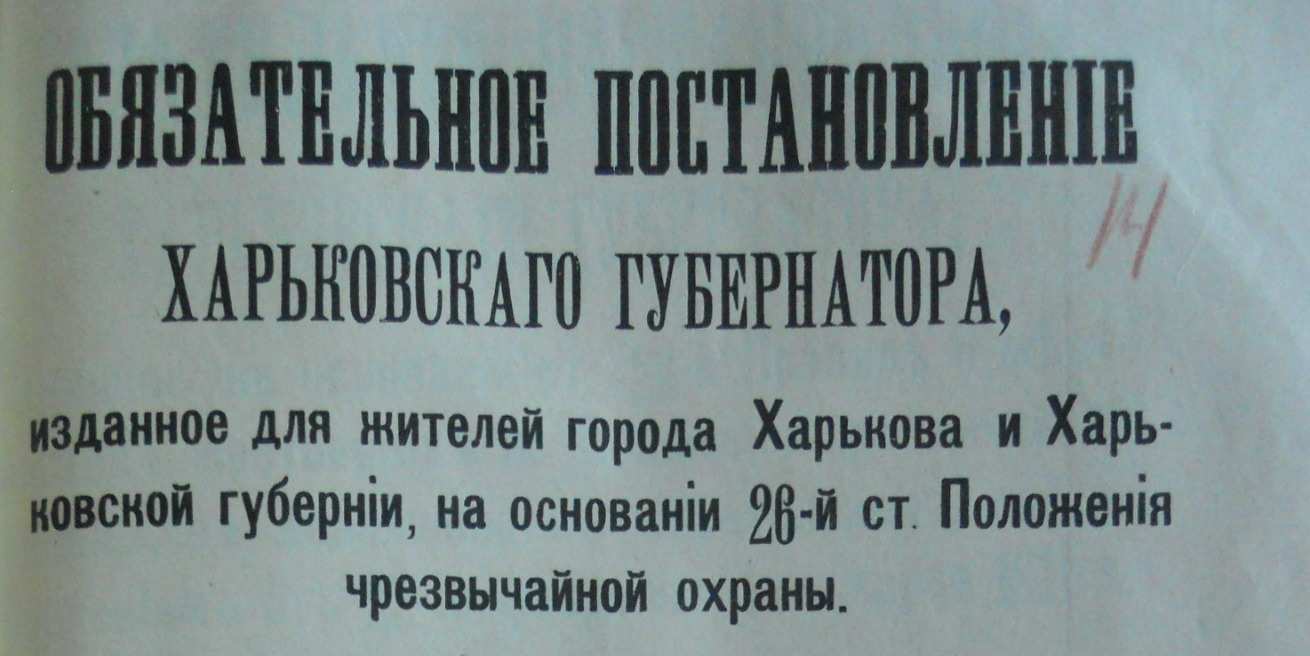 ОБЯЗАТЕЛЬНОЕ ПОСТАНОВЛЕНІЕ
14
ХАРЬКОВСКАГО ГУБЕРНАТОРА,
изданное для жителей города Харькова и Харь-
ковской губерніи, на основаніи 26-й ст. Положенія
чрезвычайной охраны.